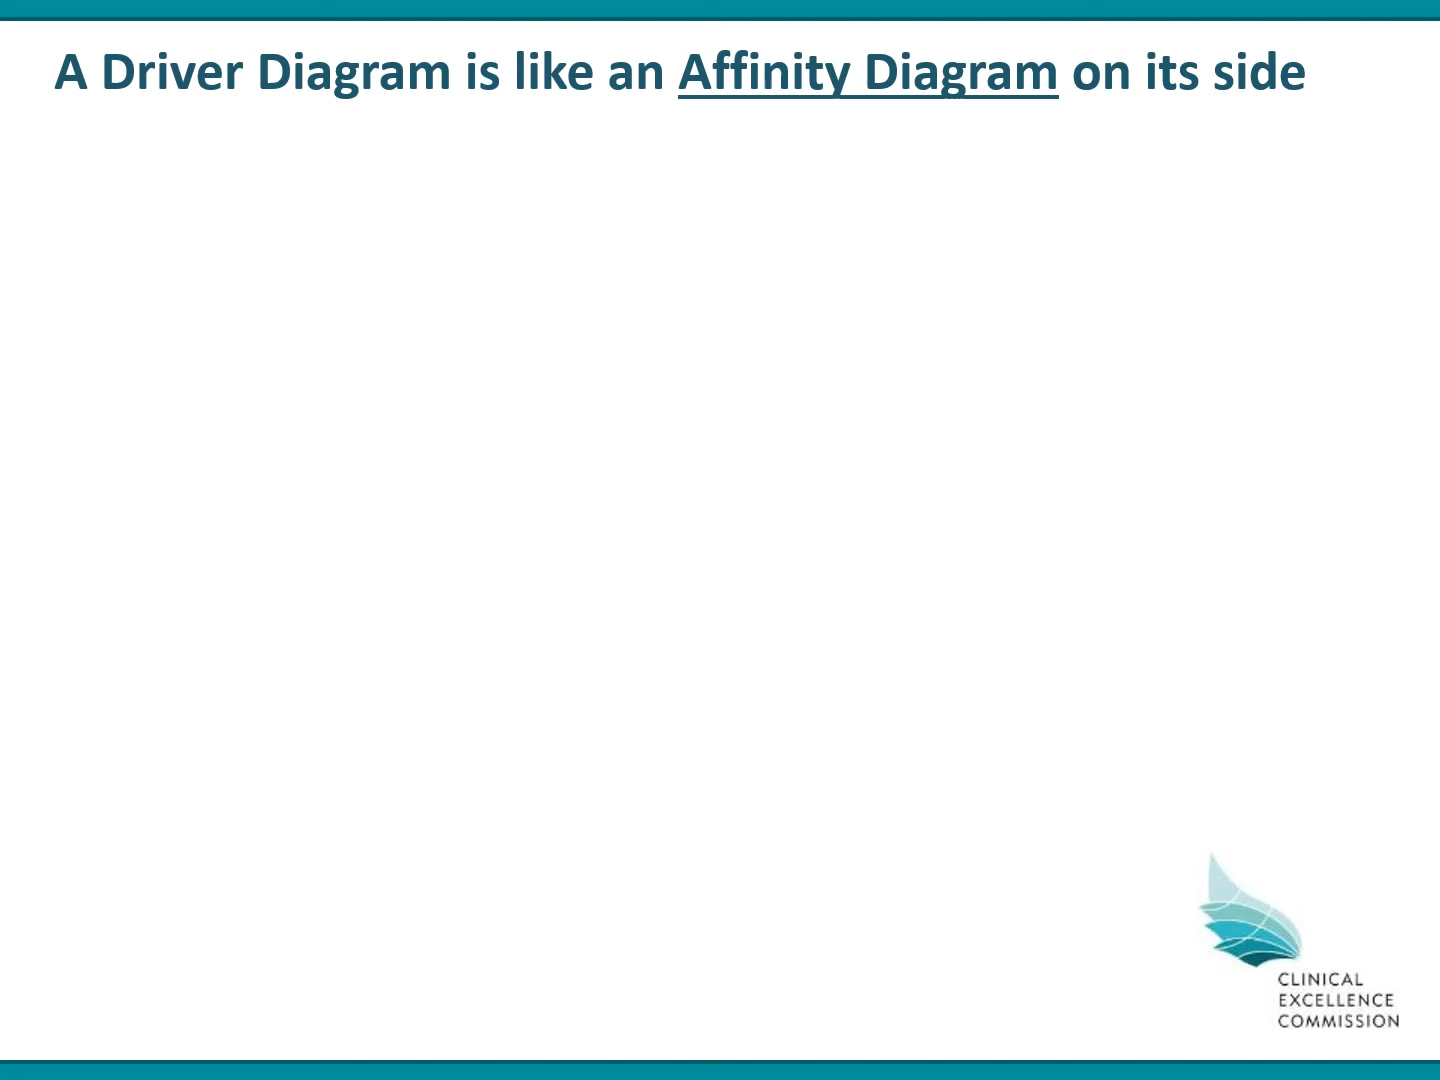 A Driver Diagram is like an Affinity Diagram on its side
CLINICAL
EXCELLENCE
COMMISSION